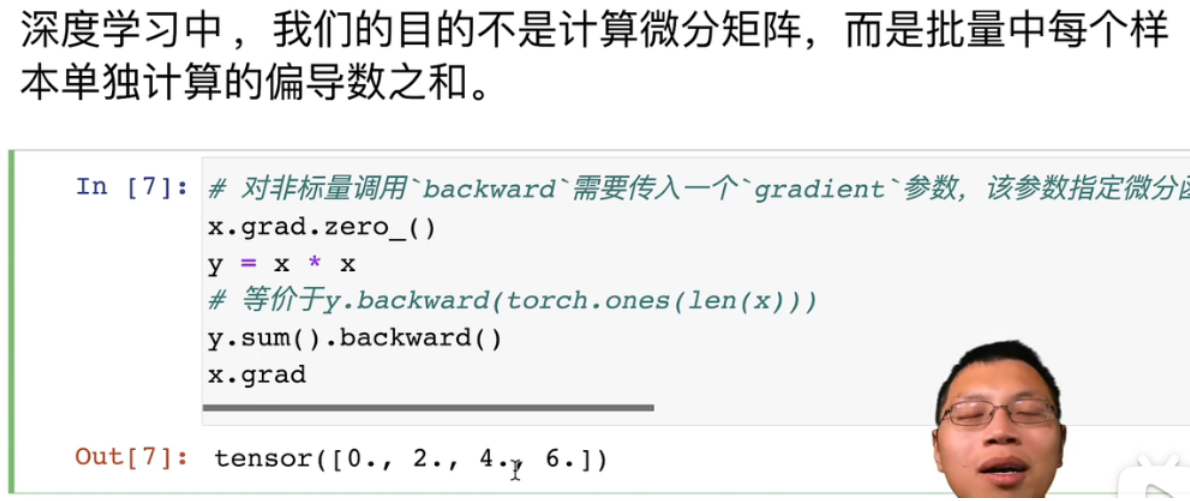 深度学习中，我们的目的不是计算微分矩阵，而是批量中每个样
本单独计算的偏导数之和。
In [7]: # 对非标量调用`backward`需要传入一个`gradient`参数，该参数指定微分
x.grad.zero_()
y = x * x
# 等价于y.backward(torch.ones(len(x)))
y.sum().backward()
x.grad
Out[7]: tensor([0., 2., 4., 6.])